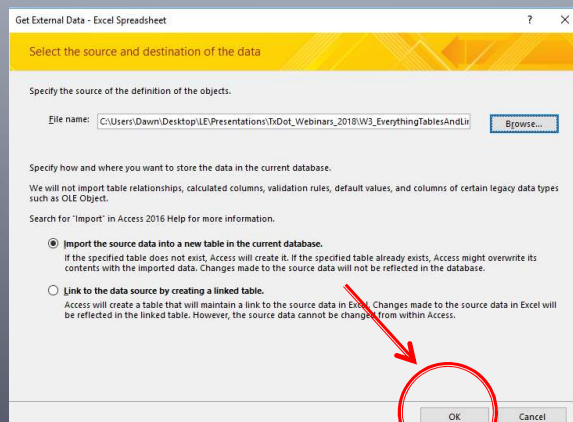 Get External Data - Excel Spreadsheet ? X
Select the source and destination of the data
Specify the source of the definition of the objects.
File name: C:\Users\Dawn\Desktop\LE\Presentations\TxDot_Webinars_2018\W3_EverythingTablesAndLin Browse...
Specify how and where you want to store the data in the current database.
We will not import table relationships, calculated columns, validation rules, default values, and columns of certain legacy data types
such as OLE Object.
Search for "Import" in Access 2016 Help for more information.
Import the source data into a new table in the current database.
If the specified table does not exist, Access will create it. If the specified table already exists, Access might overwrite its
contents with the imported data. Changes made to the source data will not be reflected in the database.
Link to the data source by creating a linked table.
Access will create a table that will maintain a link to the source data in Excel. Changes made to the source data in Excel will
be reflected in the linked table. However, the source data cannot be changed from within Access.
OK Cancel